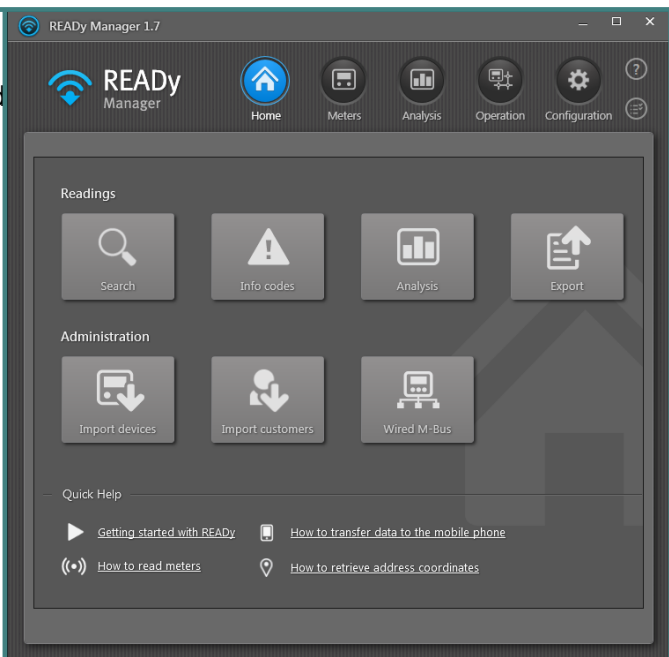 READy Manager 1.7
READy
Manager
Home Meters Analysis Operation Configuration
Readings
Search Info codes Analysis Export
Administration
Import devices Import customers Wired M-Bus
Quick Help
Getting started with READy How to transfer data to the mobile phone
How to read meters How to retrieve address coordinates